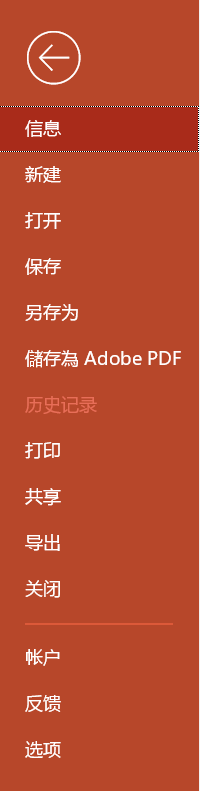 信息
新建
打开
保存
另存为
儲存為 Adobe PDF
历史记录
打印
共享
导出
关闭
帐户
反馈
选项